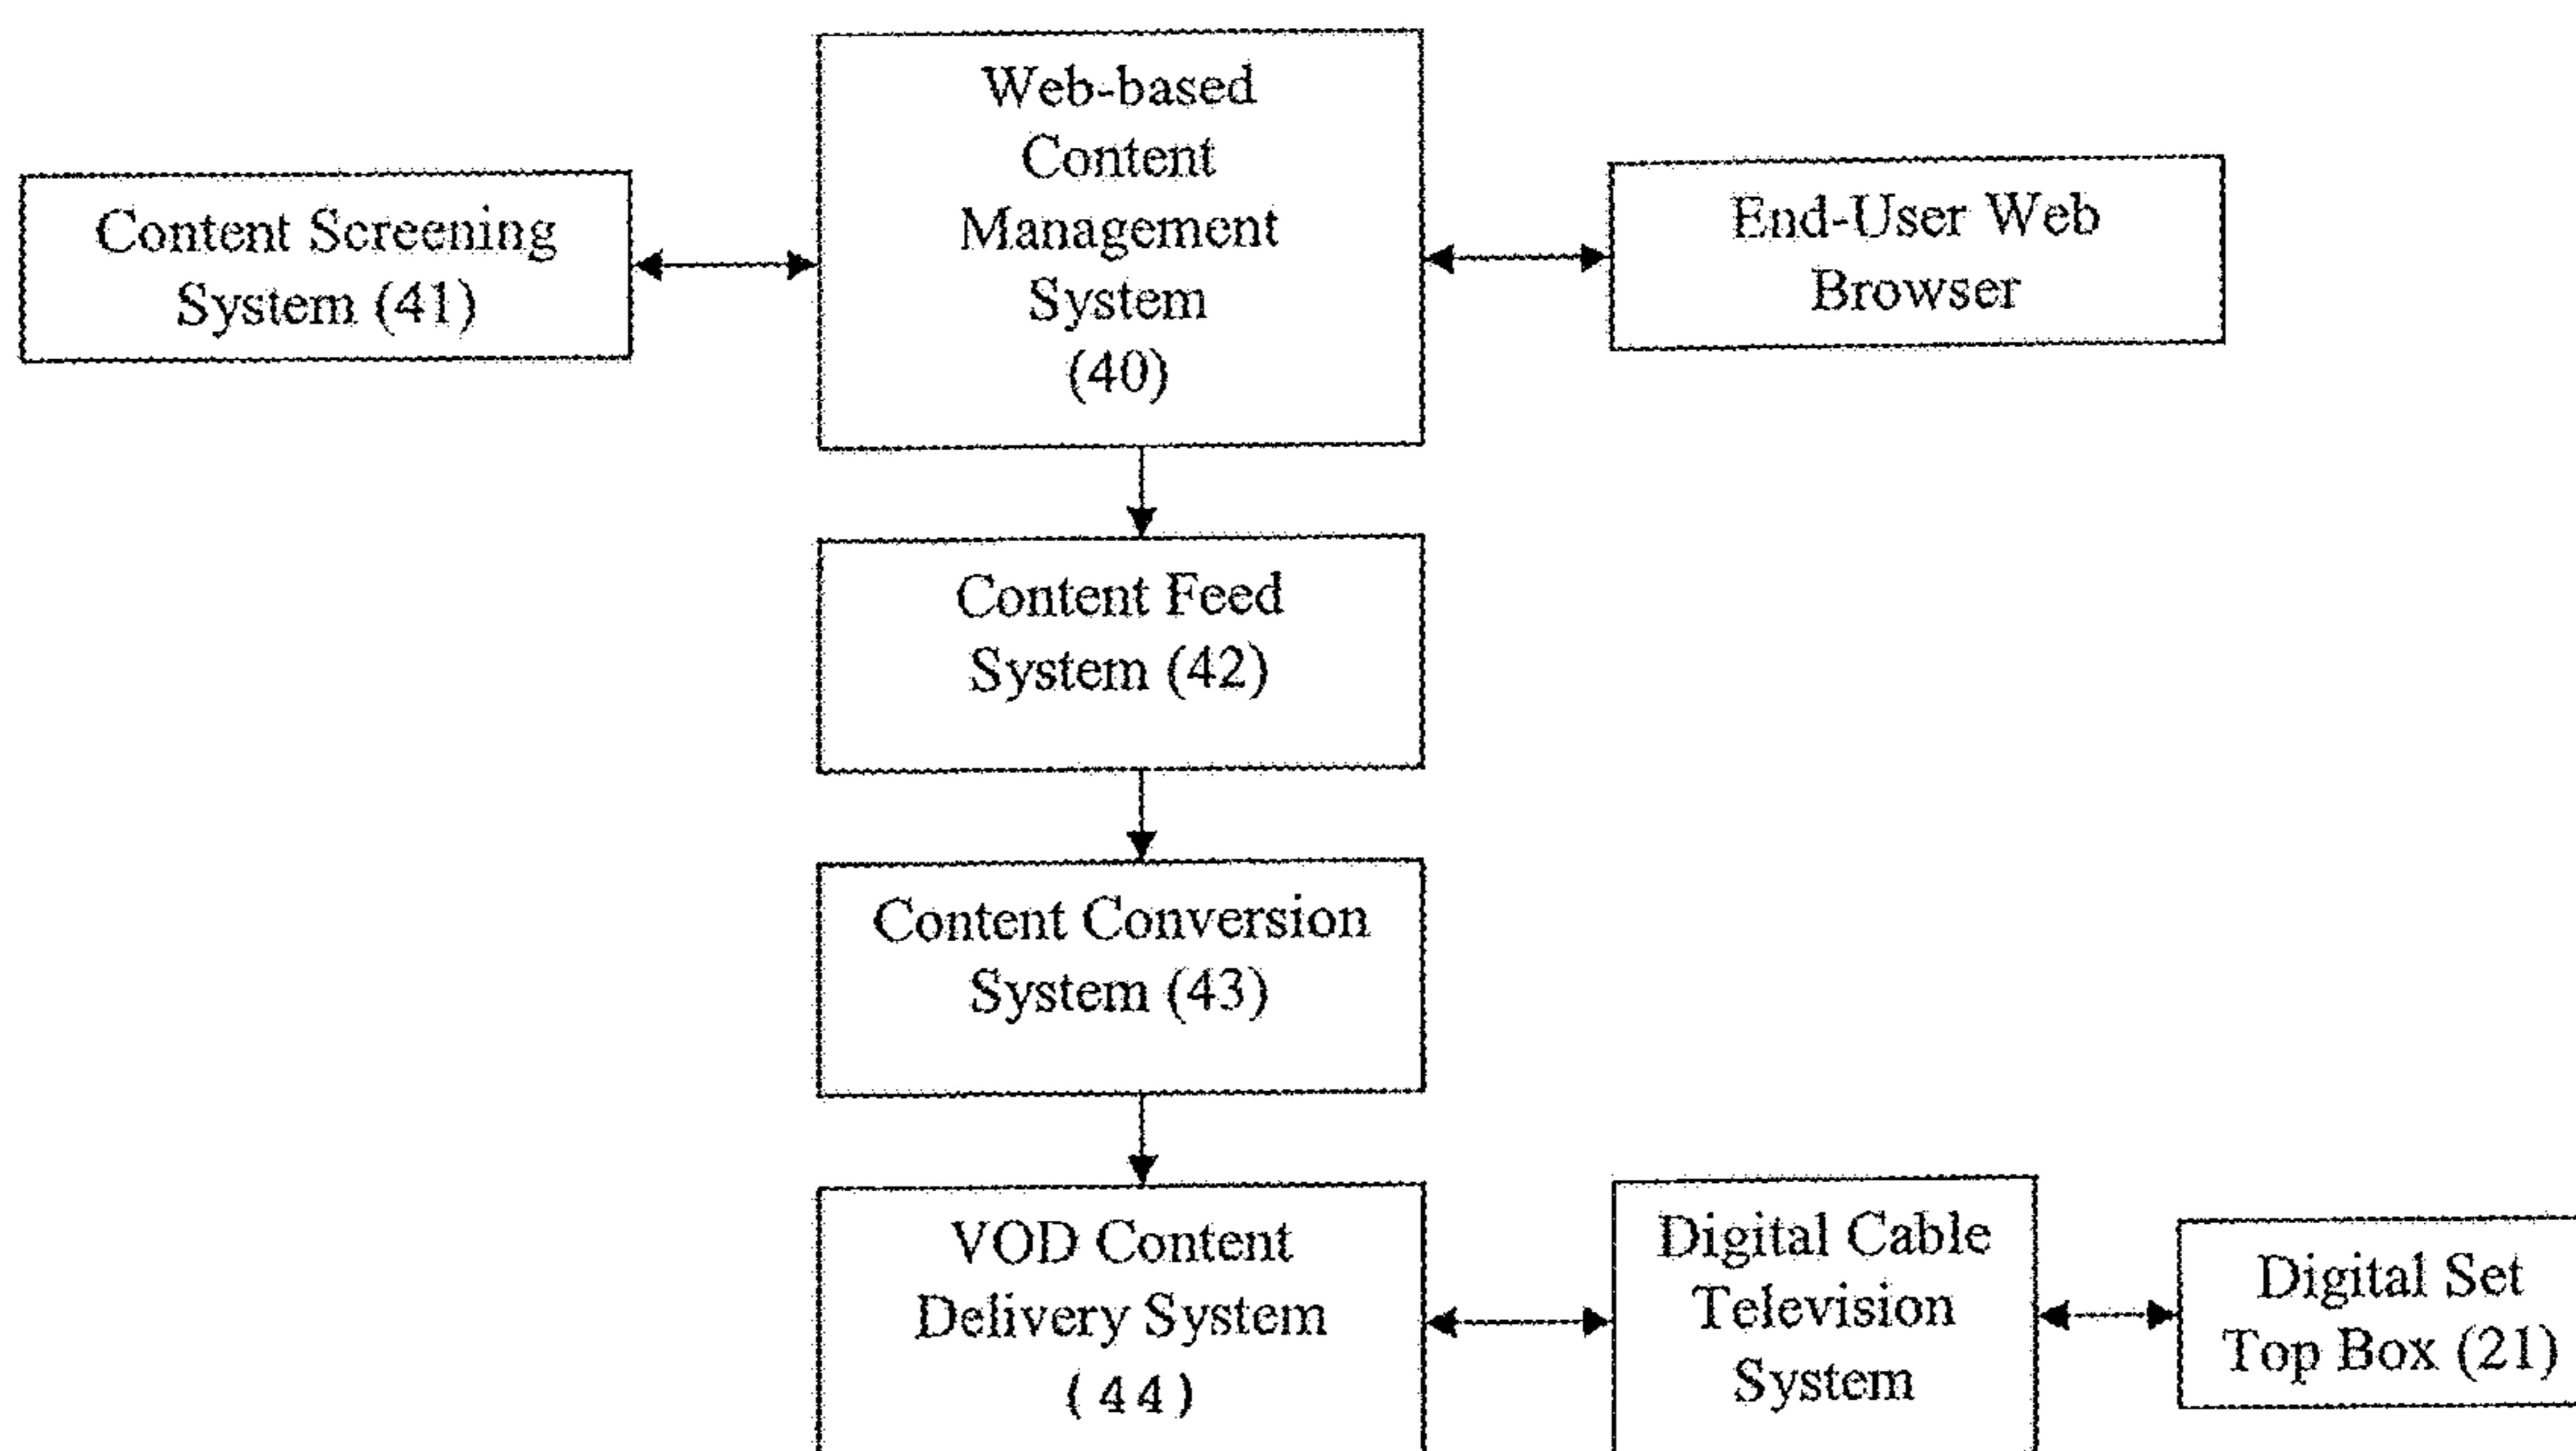 Web-based
Content
Management
System
(40)
Content Screening
System (41)
End-User Web
Browser
Content Feed
System (42)
Content Conversion
System (43)
VOD Content
Delivery System
(44)
Digital Cable
Television
System
Digital Set
Top Box (21)